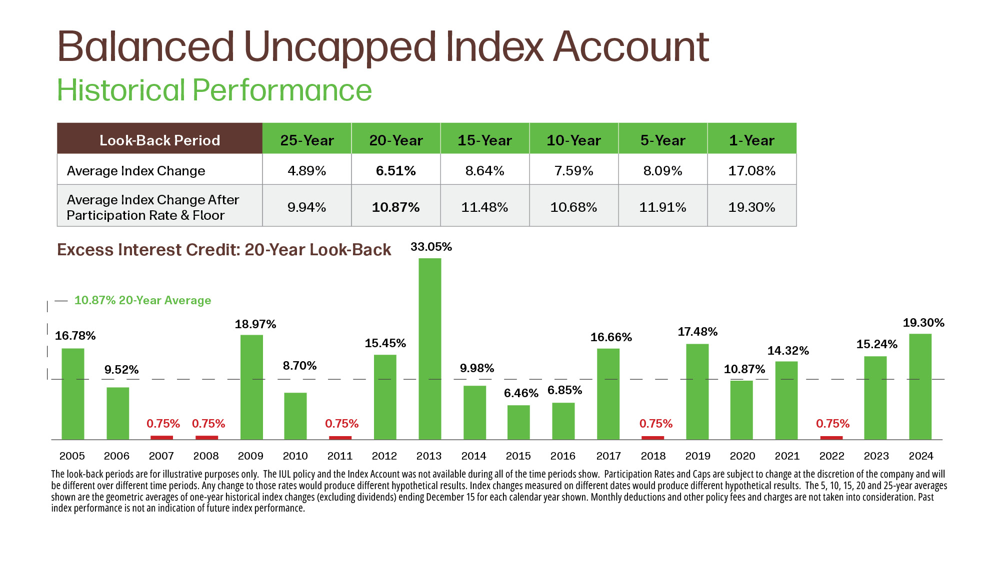 Balanced Uncapped Index Account
Historical Performance
Look-Back Period 25-Year 20-Year 15-Year 10-Year 5-Year 1-Year
Average Index Change 4.89% 6.51% 8.64% 7.59% 8.09% 17.08%
Average Index Change After
Participation Rate & Floor 9.94% 10.87% 11.48% 10.68% 11.91% 19.30%
Excess Interest Credit: 20-Year Look-Back
10.87% 20-Year Average
16.78% 9.52% 0.75% 0.75% 18.97% 8.70% 0.75% 15.45% 33.05% 9.98% 6.46% 6.85% 16.66% 0.75% 17.48% 10.87% 14.32% 0.75% 15.24% 19.30%
2005 2006 2007 2008 2009 2010 2011 2012 2013 2014 2015 2016 2017 2018 2019 2020 2021 2022 2023 2024
The look-back periods are for illustrative purposes only.  The IUL policy and the Index Account was not available during all of the time periods show.  Participation Rates and Caps are subject to change at the discretion of the company and will
be different over different time periods. Any change to those rates would produce different hypothetical results. Index changes measured on different dates would produce different hypothetical results.  The 5, 10, 15, 20 and 25-year averages
shown are the geometric averages of one-year historical index changes (excluding dividends) ending December 15 for each calendar year shown. Monthly deductions and other policy fees and charges are not taken into consideration. Past
index performance is not an indication of future index performance.